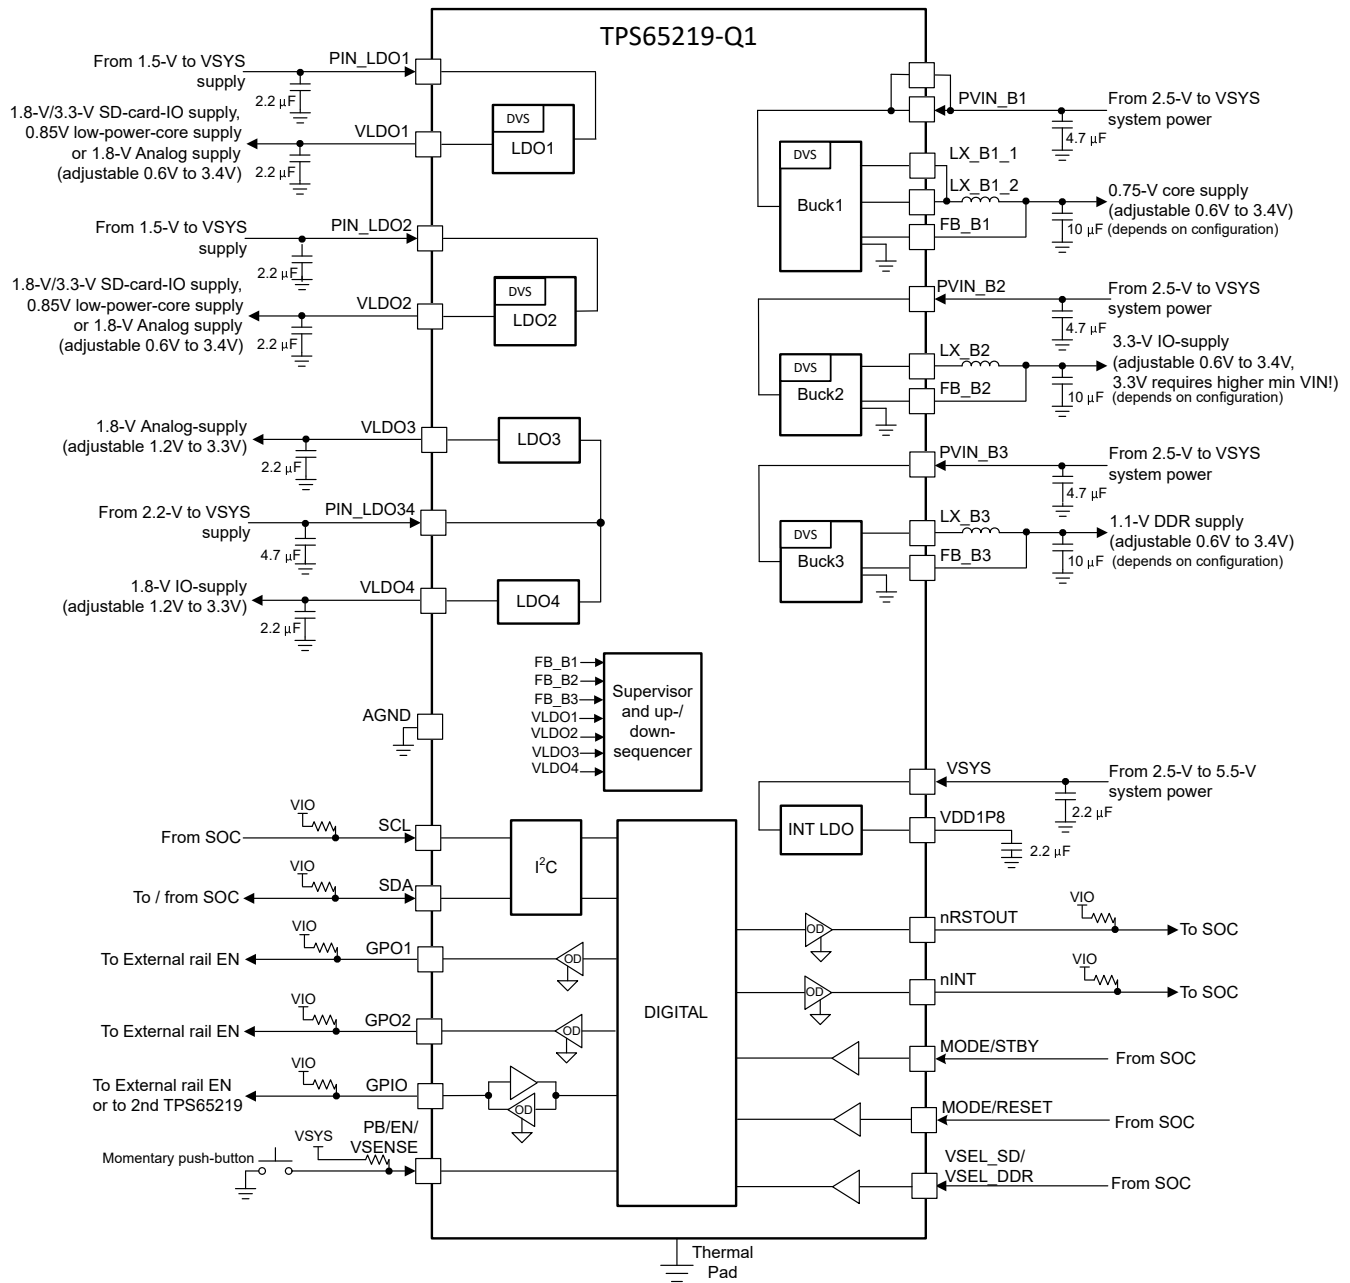 TPS65219-Q1
From 1.5-V to VSYS
supply
PIN_LDO1
2.2 μF
1.8-V/3.3-V SD-card-IO supply,
0.85V low-power-core supply
or 1.8-V Analog supply
(adjustable 0.6V to 3.4V)
VLDO1
2.2 μF
DVS
LDO1
From 1.5-V to VSYS
supply
PIN_LDO2
2.2 μF
1.8-V/3.3-V SD-card-IO supply,
0.85V low-power-core supply
or 1.8-V Analog supply
(adjustable 0.6V to 3.4V)
VLDO2
2.2 μF
DVS
LDO2
1.8-V Analog-supply
(adjustable 1.2V to 3.3V)
VLDO3
2.2 μF
LDO3
From 2.2-V to VSYS
supply
PIN_LDO34
4.7 μF
1.8-V IO-supply
(adjustable 1.2V to 3.3V)
VLDO4
2.2 μF
LDO4
PVIN_B1
From 2.5-V to VSYS
system power
4.7 μF
DVS
Buck1
LX_B1_1
LX_B1_2
FB_B1
0.75-V core supply
(adjustable 0.6V to 3.4V)
10 μF (depends on configuration)
PVIN_B2
From 2.5-V to VSYS
system power
4.7 μF
DVS
Buck2
LX_B2
FB_B2
3.3-V IO-supply
(adjustable 0.6V to 3.4V,
3.3V requires higher min VIN!)
10 μF (depends on configuration)
PVIN_B3
From 2.5-V to VSYS
system power
4.7 μF
DVS
Buck3
LX_B3
FB_B3
1.1-V DDR supply
(adjustable 0.6V to 3.4V)
10 μF (depends on configuration)
FB_B1
FB_B2
FB_B3
VLDO1
VLDO2
VLDO3
VLDO4
Supervisor
and up-/
down-
sequencer
AGND
VSYS
From 2.5-V to 5.5-V
system power
2.2 μF
INT LDO
VDD1P8
2.2 μF
VIO
From SOC
SCL
I2C
VIO
To / from SOC
SDA
VIO
To External rail EN
GPO1
OD
VIO
To External rail EN
GPO2
OD
VIO
To External rail EN
or to 2nd TPS65219
GPIO
OD
Momentary push-button
VSYS
PB/EN/
VSENSE
DIGITAL
OD
nRSTOUT
VIO
To SOC
OD
nINT
VIO
To SOC
MODE/STBY
From SOC
MODE/RESET
From SOC
VSEL_SD/
VSEL_DDR
From SOC
Thermal
Pad